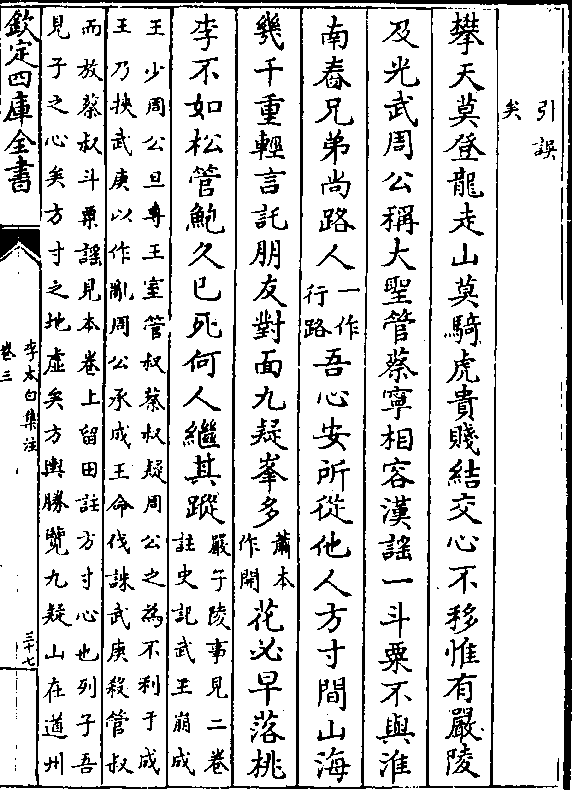 引誤
矣
攀天莫登龍走山莫騎虎貴賤結交心不移惟有嚴陵
及光武周公稱大聖管蔡寧相容漢謡一斗粟不與淮
南舂兄弟尚路人一作行路吾心安所從他人方寸間山海
幾千重輕言託朋友對面九疑峯多蕭本作開花必早落桃
李不如松管鮑久已死何人繼其蹤嚴子陵事見二卷註史記武王崩成
王少周公旦專王室管叔蔡叔疑周公之為不利于成
王乃挾武庚以作亂周公承成王命伐誅武庚殺管叔
而放蔡叔斗粟謡見本卷上留田註方寸心也列子吾
見子之心矣方寸之地虚矣方輿勝覽九疑山在道州
欽定四庫全書
李太白集注
卷三
三十七